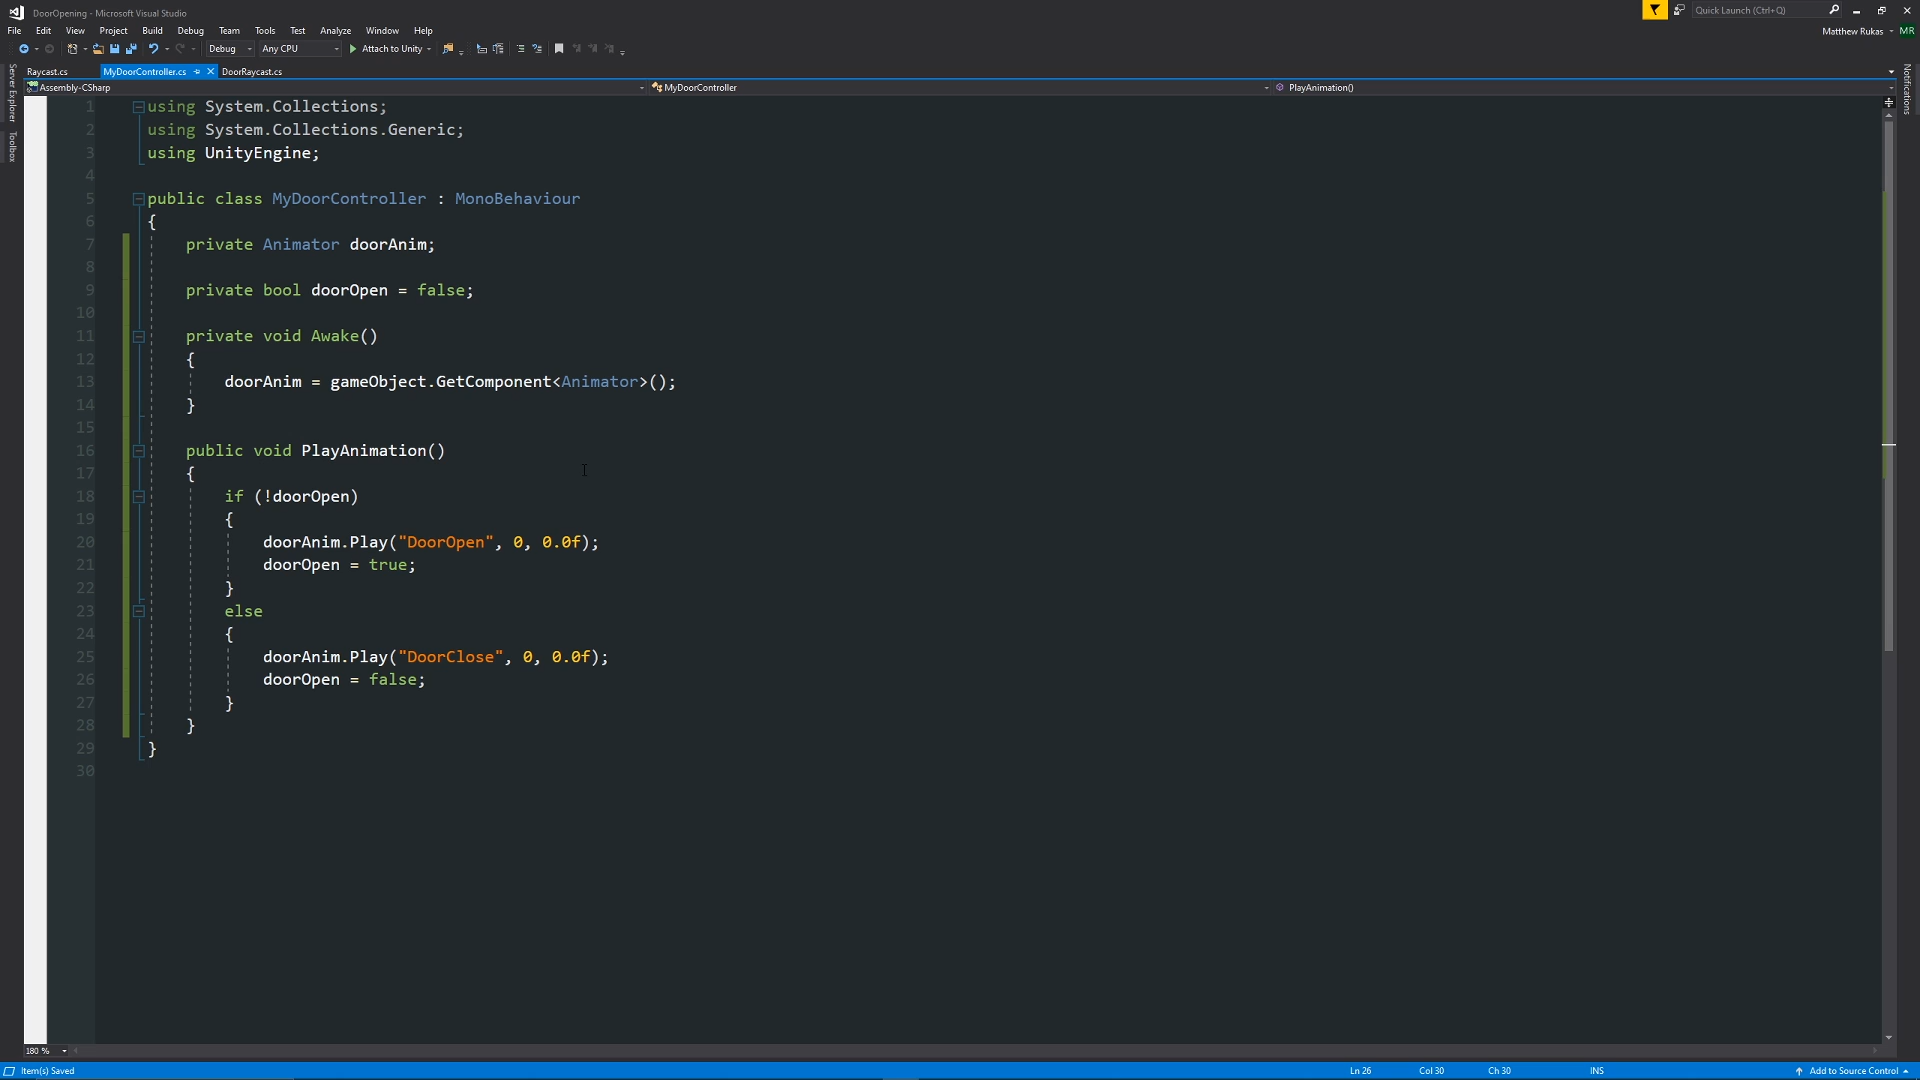 DoorOpening - Microsoft Visual Studio
Quick Launch (Ctrl+Q)
File Edit View Project Build Debug Team Tools Test Analyze Window Help
Matthew Rukas MR
Debug Any CPU Attach to Unity
Server Explorer
Toolbox
Notifications
Raycast.cs MyDoorController.cs DoorRaycast.cs
Assembly-CSharp MyDoorController PlayAnimation()
1 using System.Collections;
2 using System.Collections.Generic;
3 using UnityEngine;
4
5 public class MyDoorController : MonoBehaviour
6 {
7 private Animator doorAnim;
8
9 private bool doorOpen = false;
10
11 private void Awake()
12 {
13 doorAnim = gameObject.GetComponent<Animator>();
14 }
15
16 public void PlayAnimation()
17 {
18 if (!doorOpen)
19 {
20 doorAnim.Play("DoorOpen", 0, 0.0f);
21 doorOpen = true;
22 }
23 else
24 {
25 doorAnim.Play("DoorClose", 0, 0.0f);
26 doorOpen = false;
27 }
28 }
29 }
30
180 %
Item(s) Saved Ln 26 Col 30 Ch 30 INS Add to Source Control